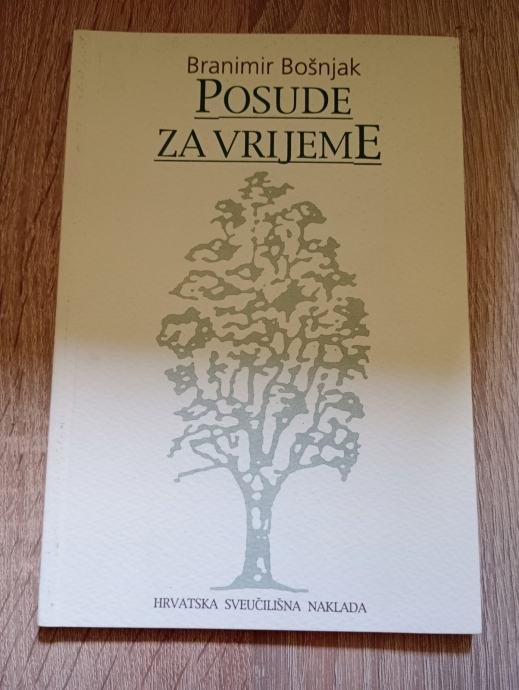 Branimir Bošnjak
POSUDE
ZA VRIJEME
HRVATSKA SVEUČILIŠNA NAKLADA